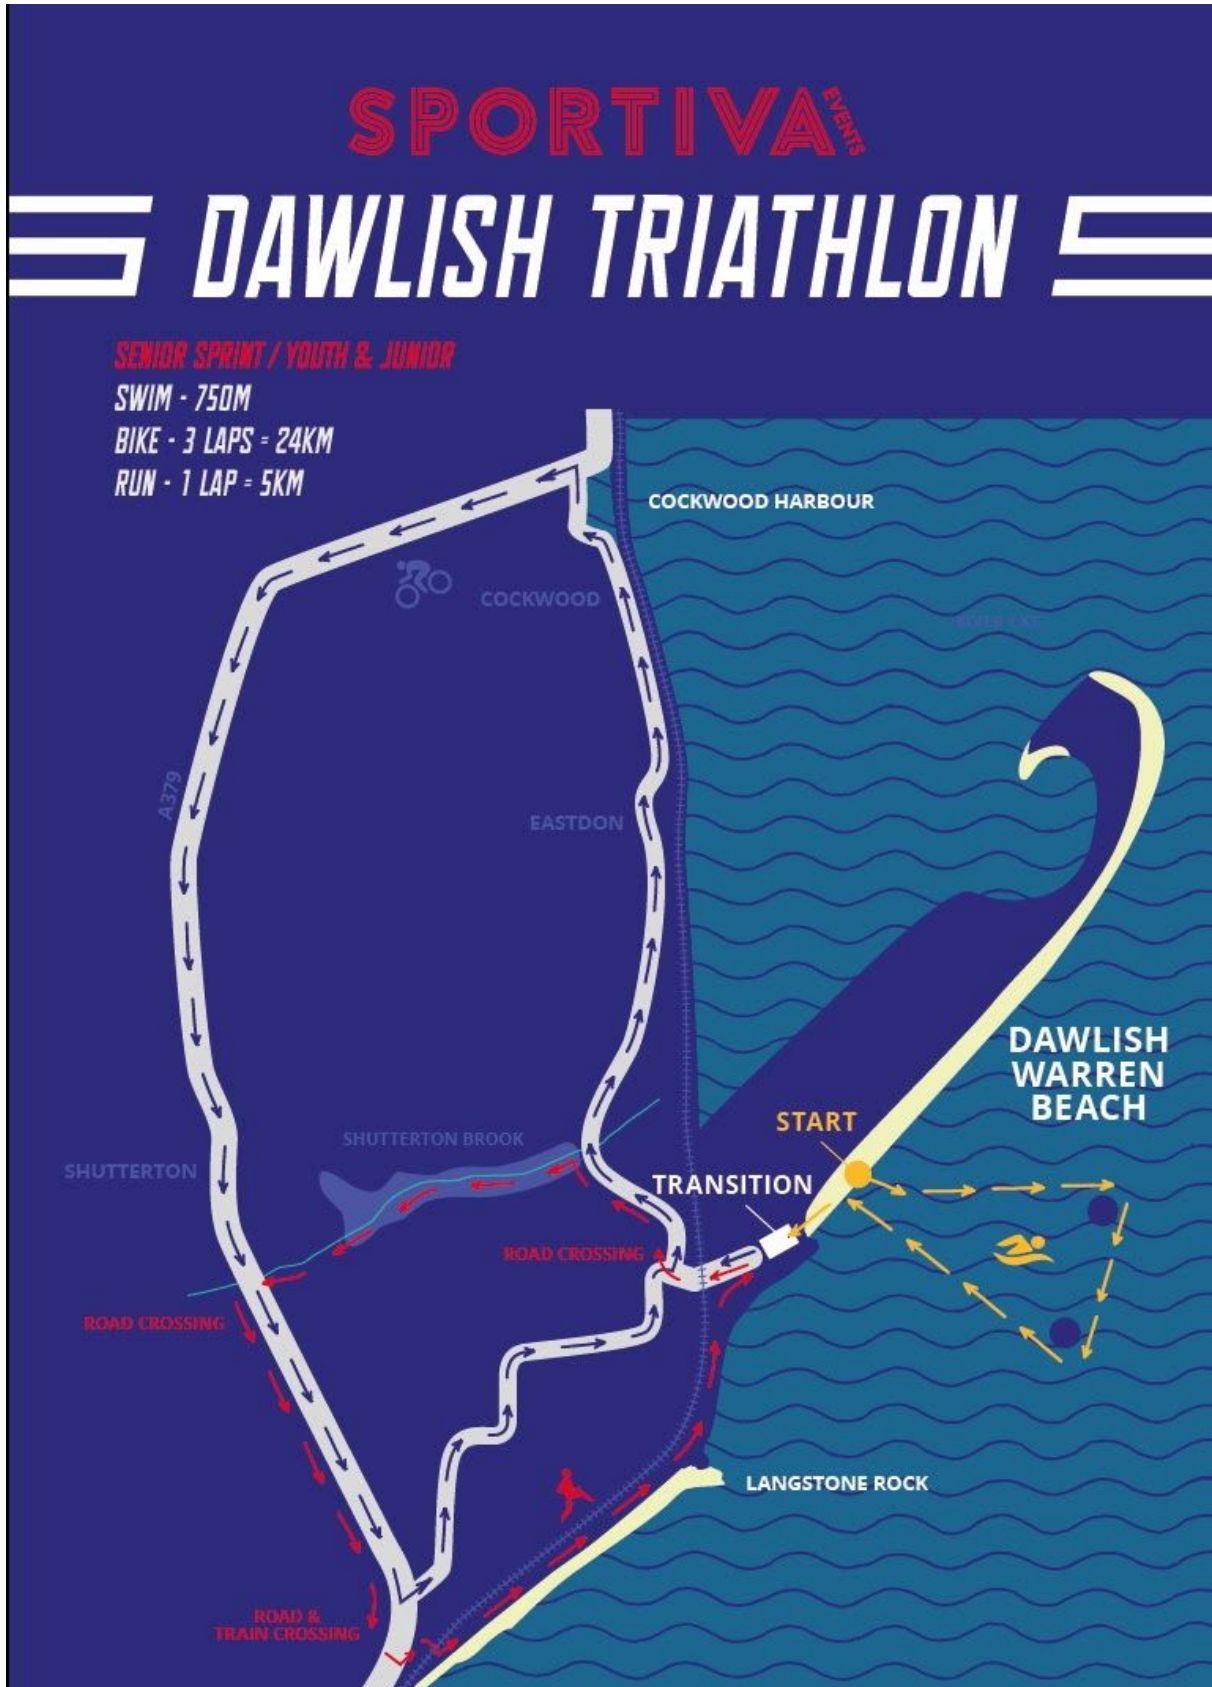 SPORTIVA EVENTS
DAWLISH TRIATHLON
SENIOR SPRINT / YOUTH & JUNIOR
SWIM - 750M
BIKE - 3 LAPS = 24KM
RUN - 1 LAP = 5KM
COCKWOOD HARBOUR
COCKWOOD
RIVER EXE
A379
EASTDON
DAWLISH
WARREN
BEACH
START
SHUTTERTON BROOK
SHUTTERTON
TRANSITION
ROAD CROSSING
ROAD CROSSING
LANGSTONE ROCK
ROAD &
TRAIN CROSSING